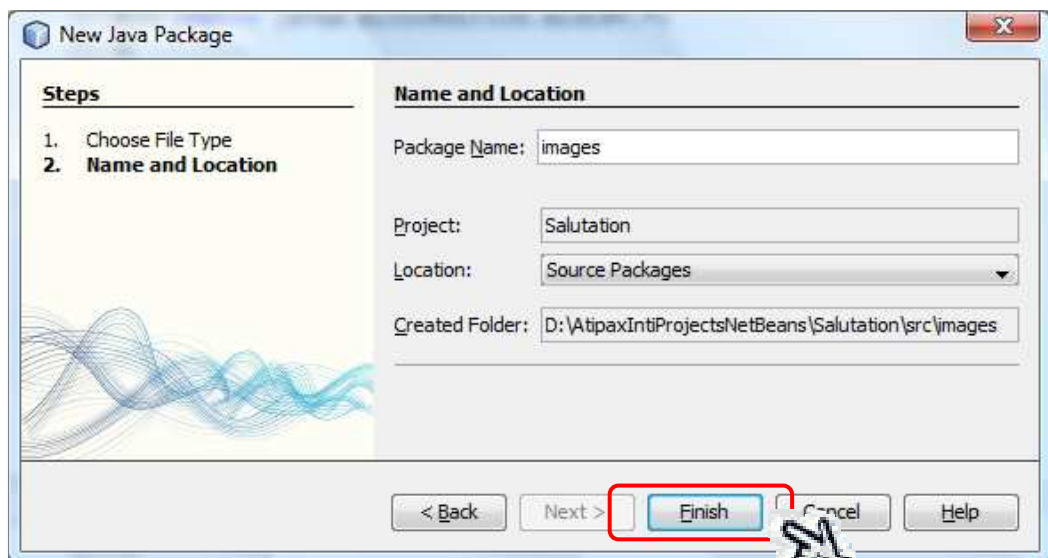 New Java Package
Steps
1. Choose File Type
2. Name and Location
Name and Location
Package Name: images
Project: Salutation
Location: Source Packages
Created Folder: D:\AtipaxIntiProjectsNetBeans\Salutation\src\images
< Back Next > Finish Cancel Help